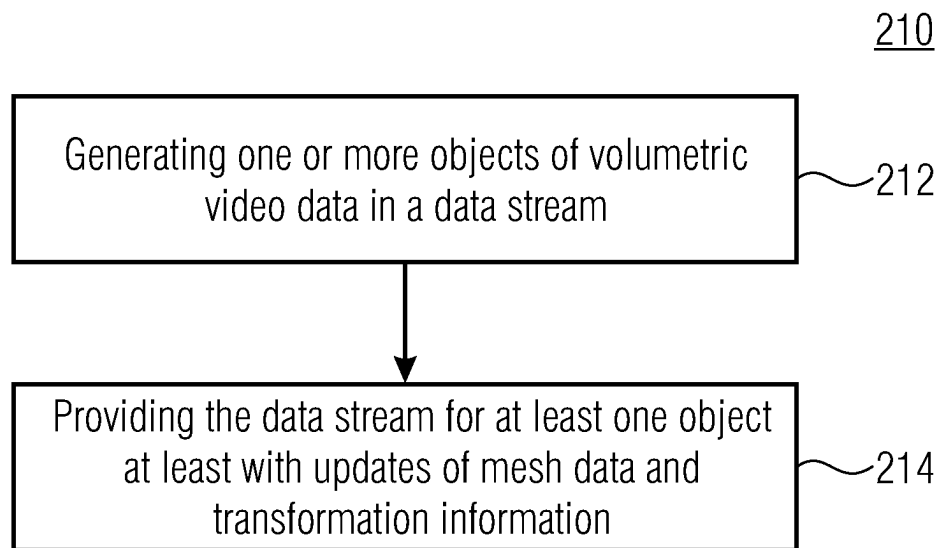 210
Generating one or more objects of volumetric
video data in a data stream
212
Providing the data stream for at least one object
at least with updates of mesh data and
transformation information
214